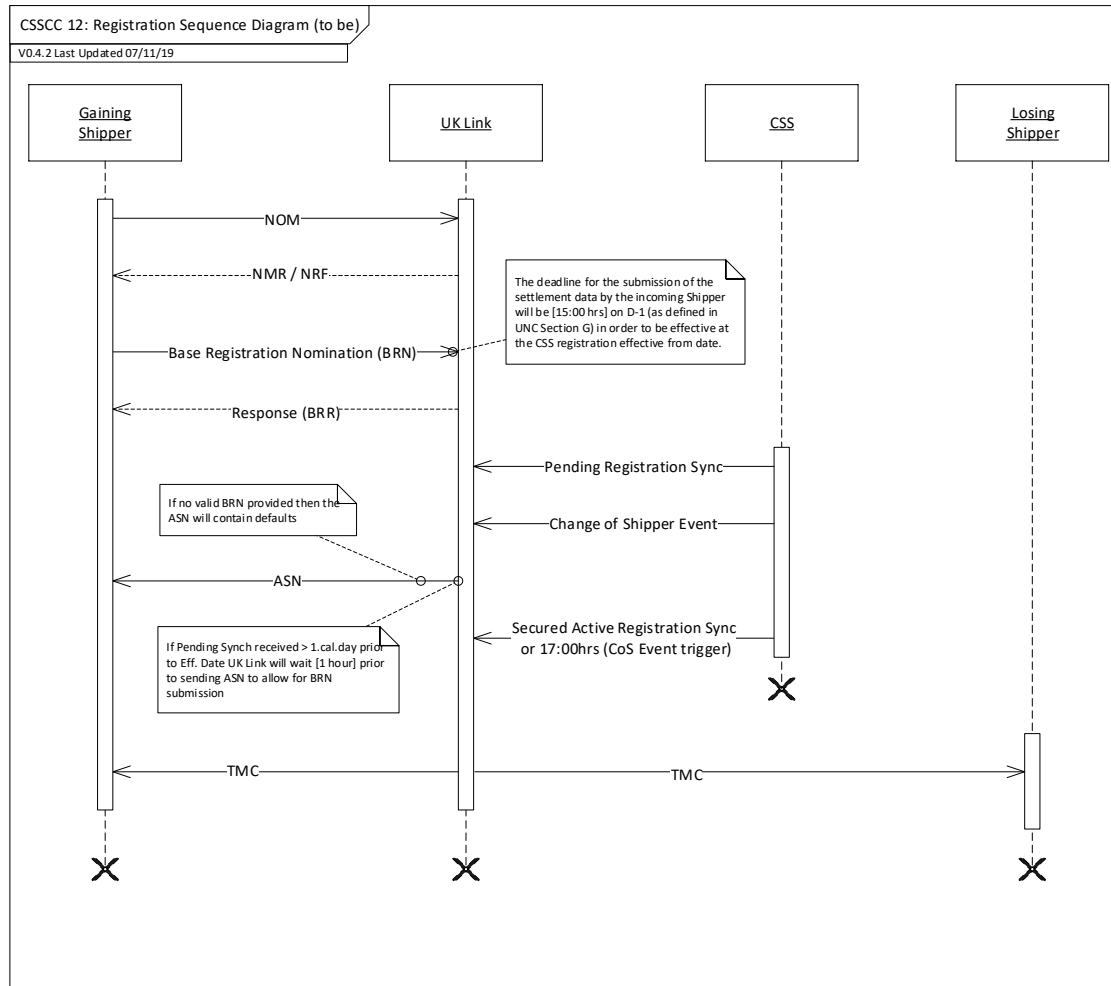 CSSCC 12: Registration Sequence Diagram (to be)
V0.4.2 Last Updated 07/11/19
Gaining
Shipper
UK Link
CSS
Losing
Shipper
NOM
NMR / NRF
The deadline for the submission of the
settlement data by the incoming Shipper
will be [15:00 hrs] on D-1 (as defined in
UNC Section G) in order to be effective at
the CSS registration effective from date.
Base Registration Nomination (BRN)
Response (BRR)
Pending Registration Sync
If no valid BRN provided then the
ASN will contain defaults
Change of Shipper Event
ASN
Secured Active Registration Sync
or 17:00hrs (CoS Event trigger)
If Pending Synch received > 1.cal.day prior
to Eff. Date UK Link will wait [1 hour] prior
to sending ASN to allow for BRN
submission
TMC
TMC